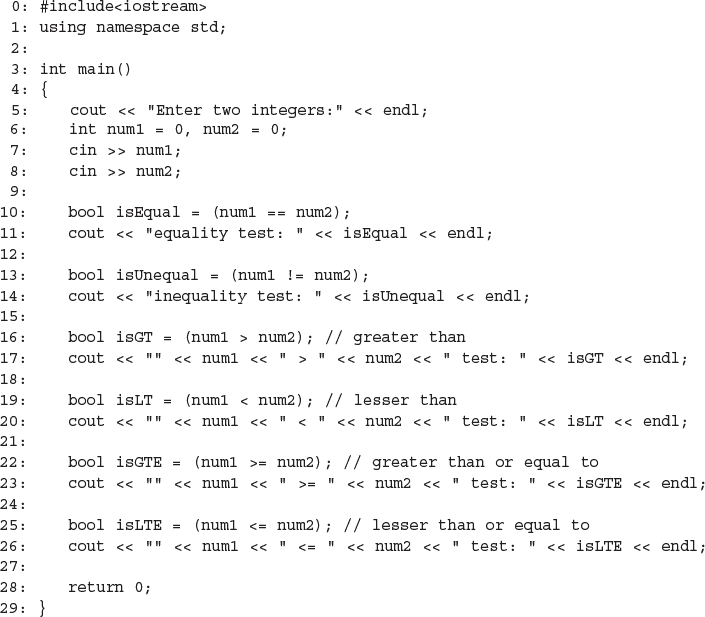 0: #include<iostream>
1: using namespace std;
2:
3: int main()
4: {
5: cout << "Enter two integers:" << endl;
6: int num1 = 0, num2 = 0;
7: cin >> num1;
8: cin >> num2;
9:
10: bool isEqual = (num1 == num2);
11: cout << "equality test: " << isEqual << endl;
12:
13: bool isUnequal = (num1 != num2);
14: cout << "inequality test: " << isUnequal << endl;
15:
16: bool isGT = (num1 > num2); // greater than
17: cout << "" << num1 << " > " << num2 << " test: " << isGT << endl;
18:
19: bool isLT = (num1 < num2); // lesser than
20: cout << "" << num1 << " < " << num2 << " test: " << isLT << endl;
21:
22: bool isGTE = (num1 >= num2); // greater than or equal to
23: cout << "" << num1 << " >= " << num2 << " test: " << isGTE << endl;
24:
25: bool isLTE = (num1 <= num2); // lesser than or equal to
26: cout << "" << num1 << " <= " << num2 << " test: " << isLTE << endl;
27:
28: return 0;
29: }